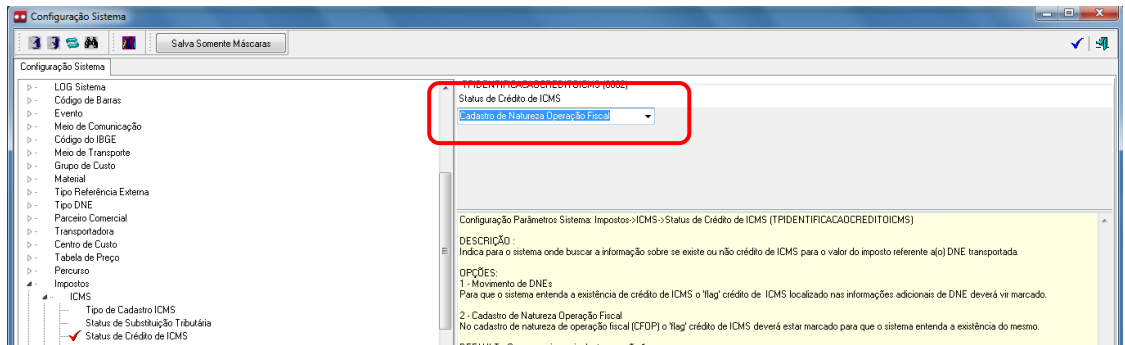 Configuração Sistema
Salva Somente Máscaras
Configuração Sistema
LOG Sistema
Código de Barras
Evento
Meio de Comunicação
Código do IBGE
Meio de Transporte
Grupo de Custo
Material
Tipo Referência Externa
Tipo DNE
Parceiro Comercial
Transportadora
Centro de Custo
Tabela de Preço
Percurso
Impostos
ICMS
Tipo de Cadastro ICMS
Status de Substituição Tributária
Status de Crédito de ICMS
TPIDENTIFICACAOCREDITOICMS (0002)
Status de Crédito de ICMS
Cadastro de Natureza Operação Fiscal
Configuração Parâmetros Sistema: Impostos->ICMS->Status de Crédito de ICMS (TPIDENTIFICACAOCREDITOICMS)
DESCRIÇÃO :
Indica para o sistema onde buscar a informação sobre se existe ou não crédito de ICMS para o valor do imposto referente a(o) DNE transportada.
OPÇÕES:
1 - Movimento de DNEs
Para que o sistema entenda a existência de crédito de ICMS o 'flag' crédito de ICMS localizado nas informações adicionais de DNE deverá vir marcado.
2 - Cadastro de Natureza Operação Fiscal
No cadastro de natureza de operação fiscal (CFOP) o 'flag' crédito de ICMS deverá estar marcado para que o sistema entenda a existência do mesmo.